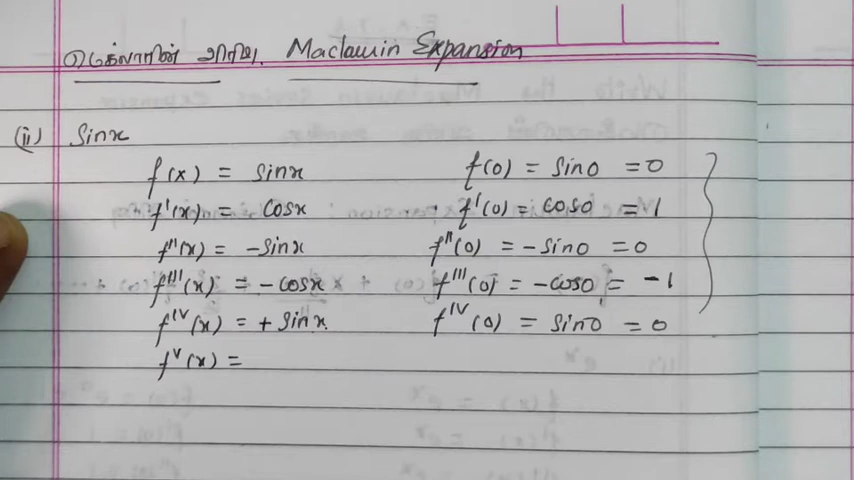 மெக்லாரின் விரிவு. Maclaurin Expansion
(ii) Sinx
f(x) = sinx f(0) = sin0 = 0
f'(x) = cosx f'(0) = cos0 = 1
f''(x) = -sinx f''(0) = -sin0 = 0
f'''(x) = -cosx f'''(0) = -cos0 = -1
f^IV(x) = + sinx f^IV(0) = sin0 = 0
f^V(x) =